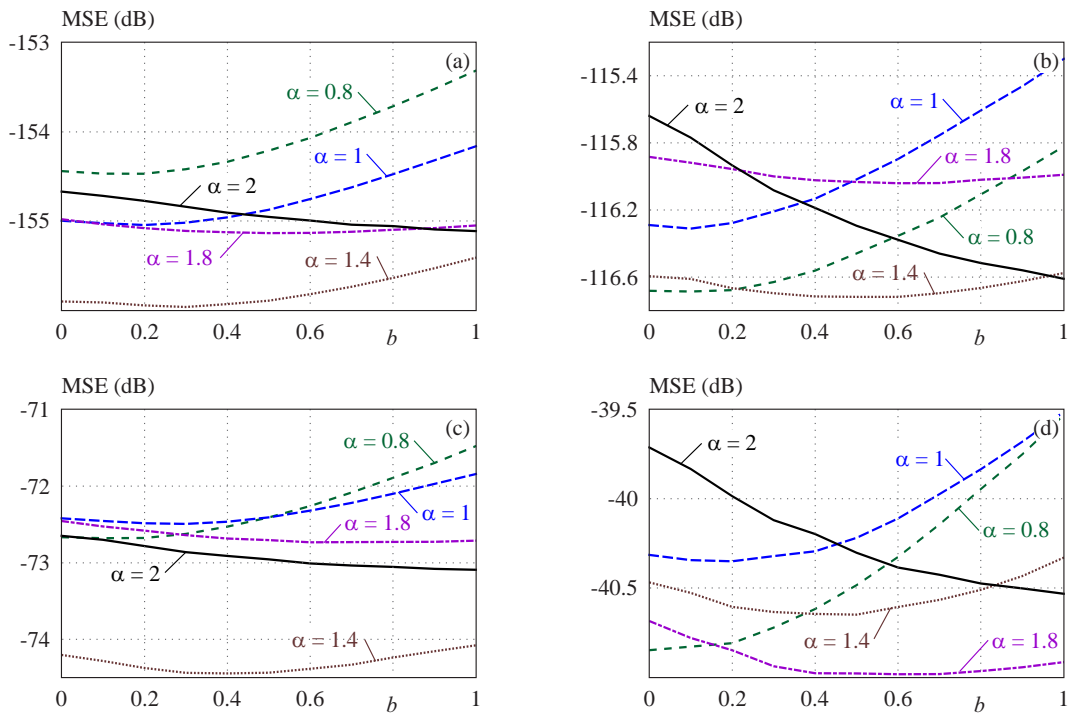 MSE (dB)
-153
-154
-155
(a)
α = 0.8
α = 1
α = 2
α = 1.8
α = 1.4
0 0.2 0.4 0.6 b 1
MSE (dB)
-115.4
-115.8
-116.2
-116.6
(b)
α = 2
α = 1
α = 1.8
α = 0.8
α = 1.4
0 0.2 0.4 0.6 b 1
MSE (dB)
-71
-72
-73
-74
(c)
α = 0.8
α = 1
α = 1.8
α = 2
α = 1.4
0 0.2 0.4 0.6 b 1
MSE (dB)
-39.5
-40
-40.5
(d)
α = 2
α = 1
α = 0.8
α = 1.4
α = 1.8
0 0.2 0.4 0.6 b 1